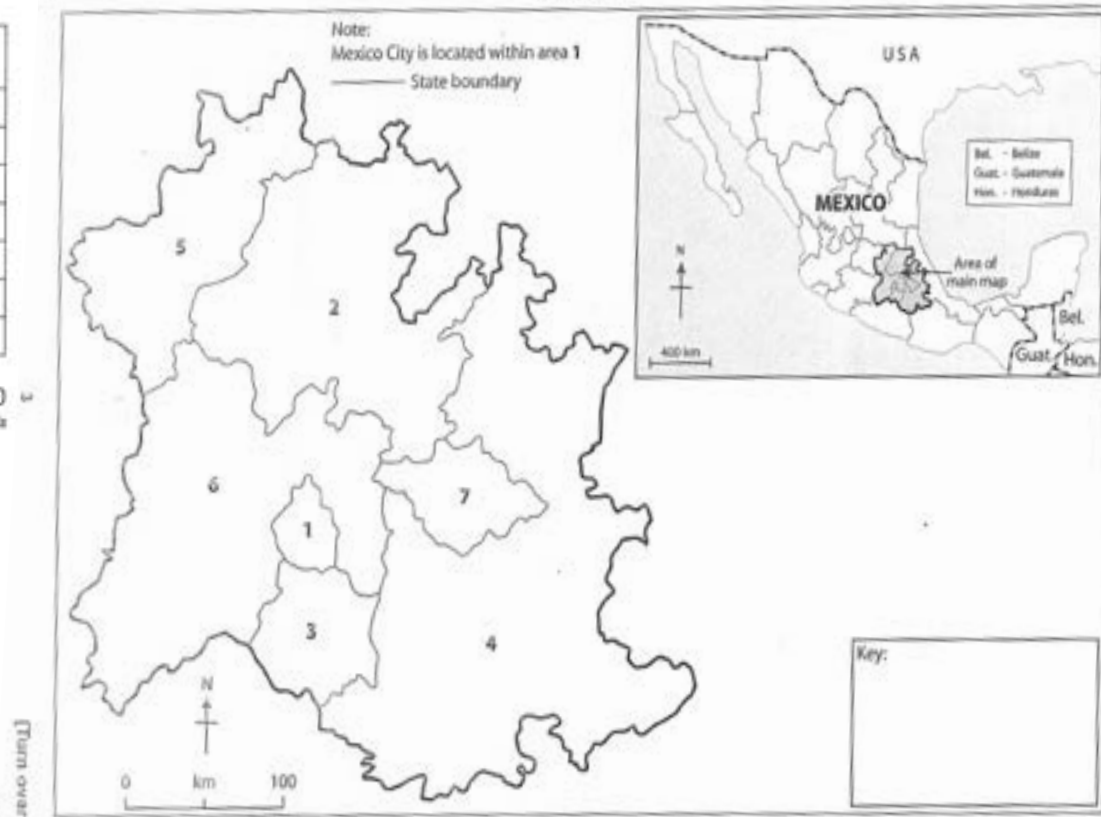 Note:
Mexico City is located within area 1
State boundary
USA
Bel. - Belize
Guat. - Guatemala
Hon. - Honduras
MEXICO
N
Area of
main map
400 km
Bel.
Guat.
Hon.
5
2
6
7
1
3
4
N
0 km 100
Key:
3
[Turn over